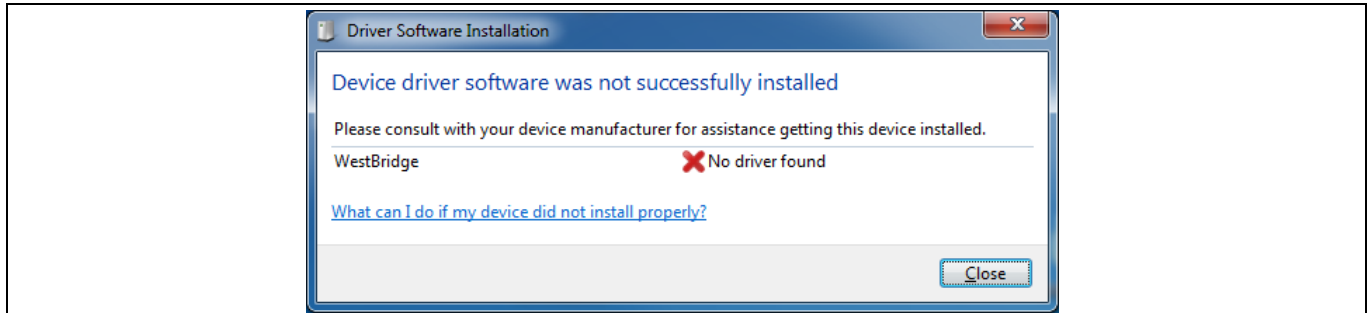 Driver Software Installation
Device driver software was not successfully installed
Please consult with your device manufacturer for assistance getting this device installed.
WestBridge No driver found
What can I do if my device did not install properly?
Close